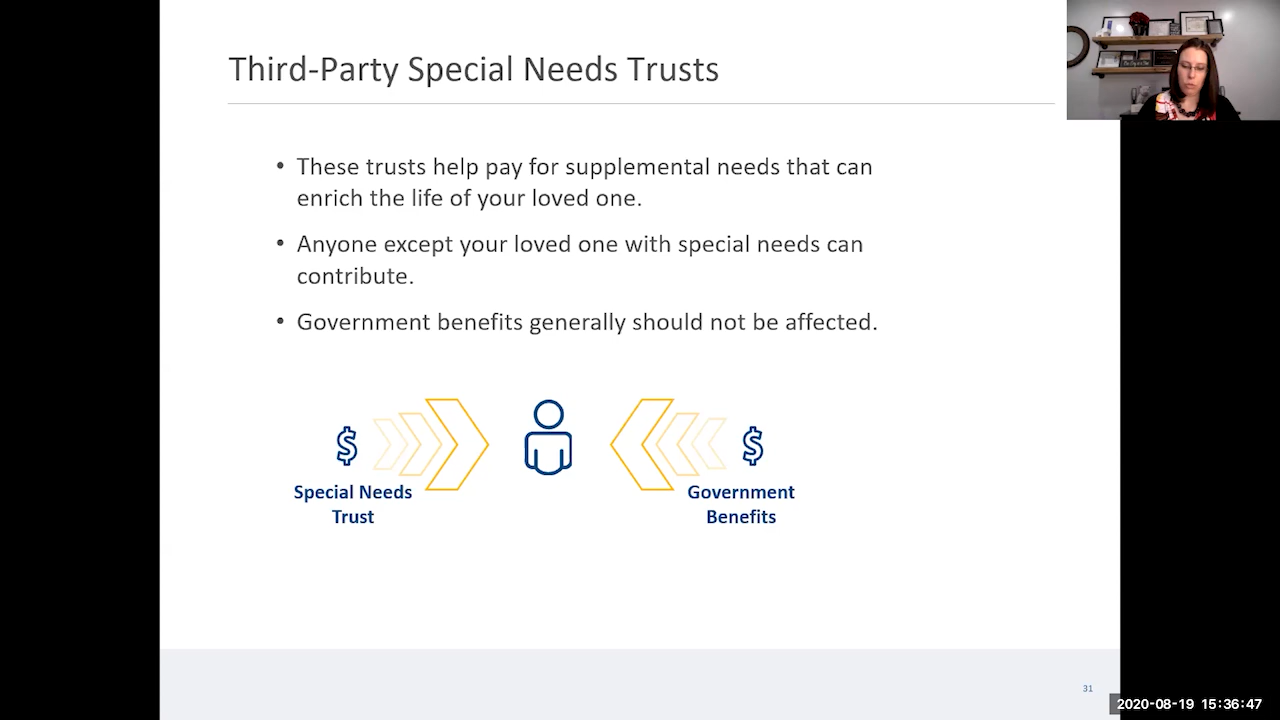 Third-Party Special Needs Trusts
• These trusts help pay for supplemental needs that can
enrich the life of your loved one.
• Anyone except your loved one with special needs can
contribute.
• Government benefits generally should not be affected.
$
Special Needs
Trust
$
Government
Benefits
31
2020-08-19 15:36:47